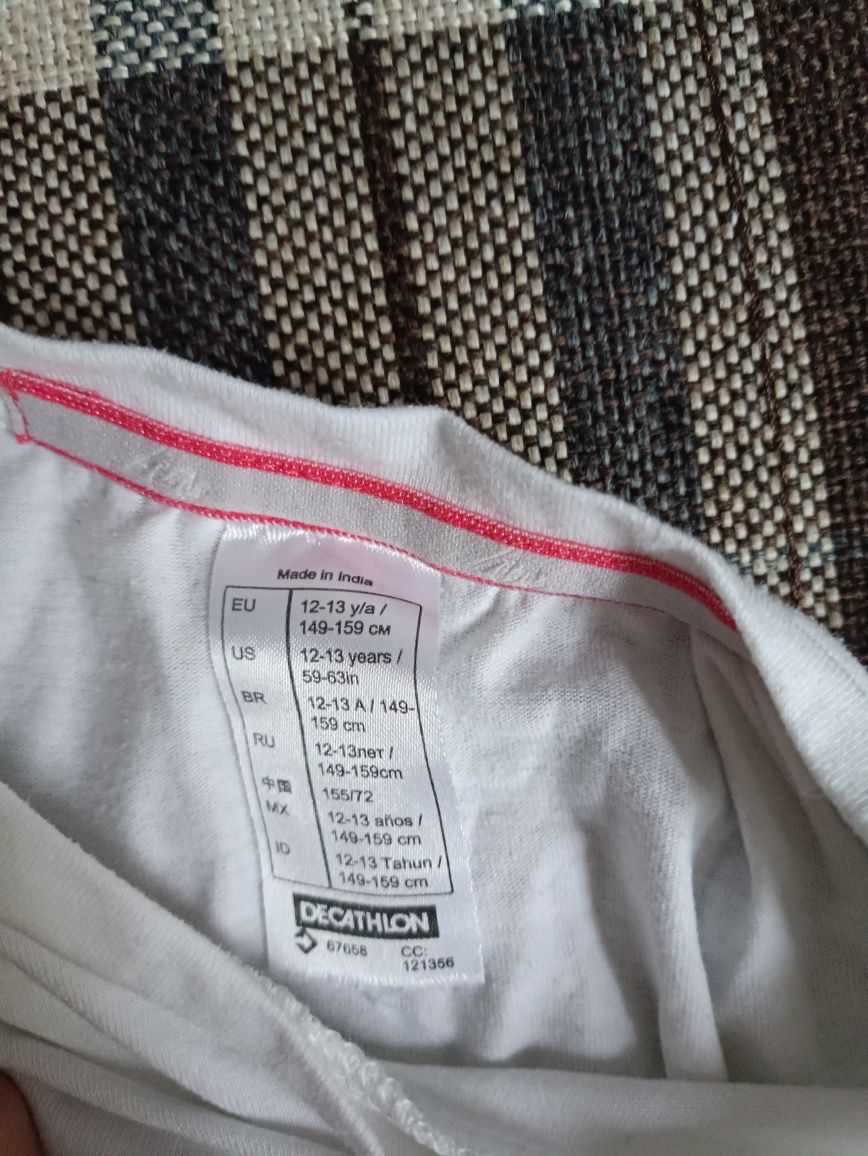 Made in India
EU 12-13 y/a /
149-159 CM
US 12-13 years /
59-63in
BR 12-13 A / 149-
159 cm
RU 12-13лет /
149-159cm
中国 155/72
MX 12-13 años /
149-159 cm
ID 12-13 Tahun /
149-159 cm
DECATHLON
67658 CC:
121356